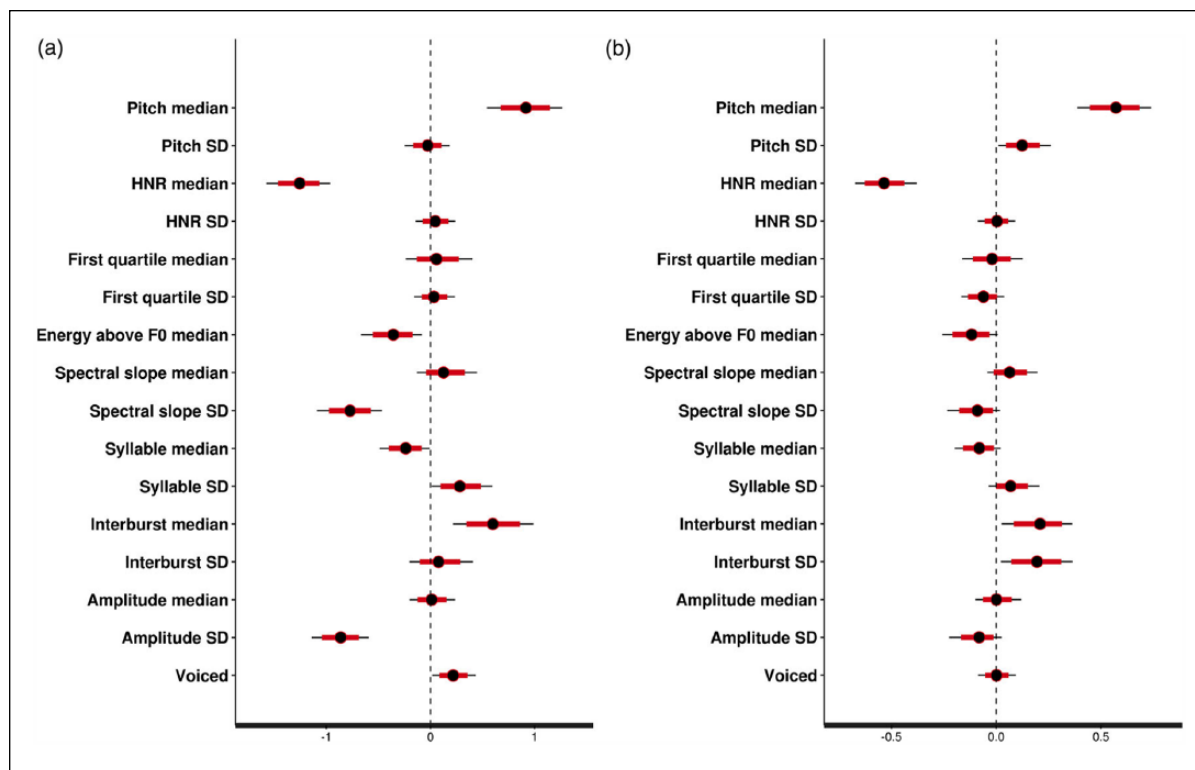 (a)
Pitch median
Pitch SD
HNR median
HNR SD
First quartile median
First quartile SD
Energy above F0 median
Spectral slope median
Spectral slope SD
Syllable median
Syllable SD
Interburst median
Interburst SD
Amplitude median
Amplitude SD
Voiced
-1 0 1
(b)
Pitch median
Pitch SD
HNR median
HNR SD
First quartile median
First quartile SD
Energy above F0 median
Spectral slope median
Spectral slope SD
Syllable median
Syllable SD
Interburst median
Interburst SD
Amplitude median
Amplitude SD
Voiced
-0.5 0.0 0.5